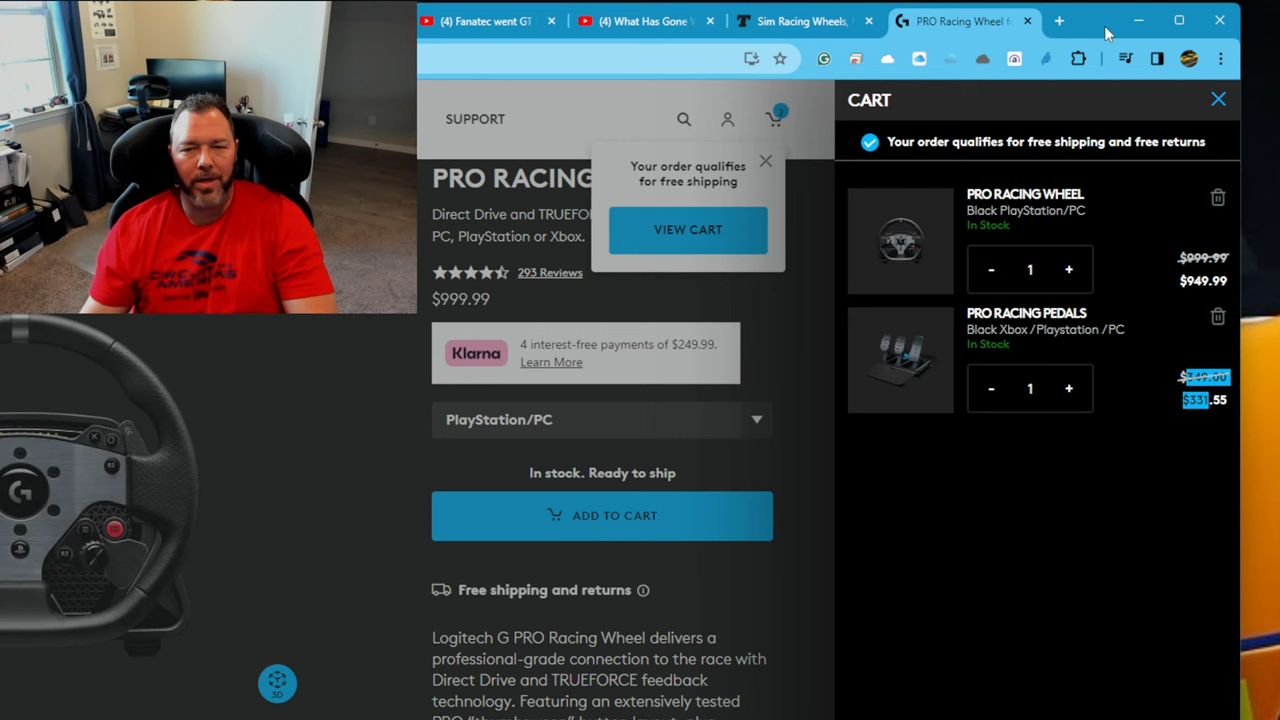 (4) Fanatec went GT
(4) What Has Gone
Sim Racing Wheels,
PRO Racing Wheel f
SUPPORT
2
Your order qualifies
for free shipping
VIEW CART
PRO RACING
Direct Drive and TRUEFO
PC, PlayStation or Xbox.
293 Reviews
$999.99
Klarna
4 interest-free payments of $249.99.
Learn More
PlayStation/PC
In stock. Ready to ship
ADD TO CART
Free shipping and returns
Logitech G PRO Racing Wheel delivers a
professional-grade connection to the race with
Direct Drive and TRUEFORCE feedback
technology. Featuring an extensively tested
3D
CART
Your order qualifies for free shipping and free returns
PRO RACING WHEEL
Black PlayStation/PC
In Stock
- 1 +
$999.99
$949.99
PRO RACING PEDALS
Black Xbox /Playstation /PC
In Stock
- 1 +
$349.00
$331.55
CIRCUIT
AMERIC